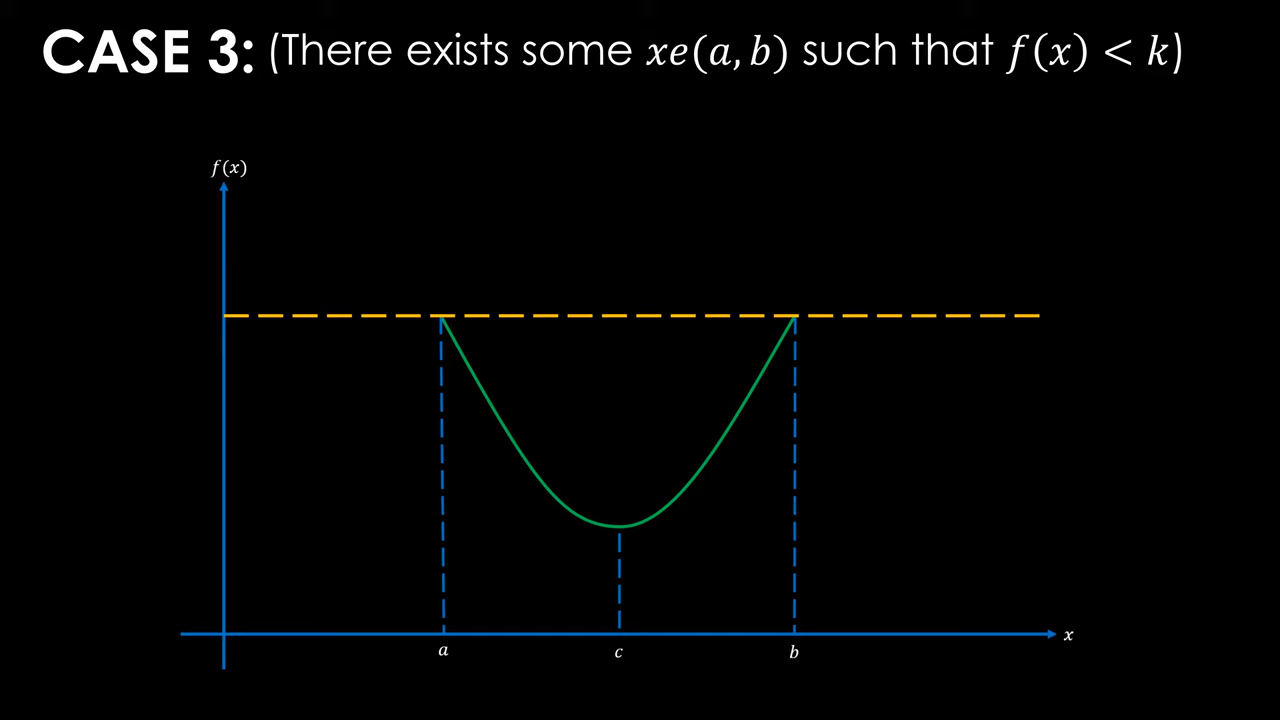 CASE 3: (There exists some xe(a, b) such that f(x) < k)
f(x)
x
a
c
b